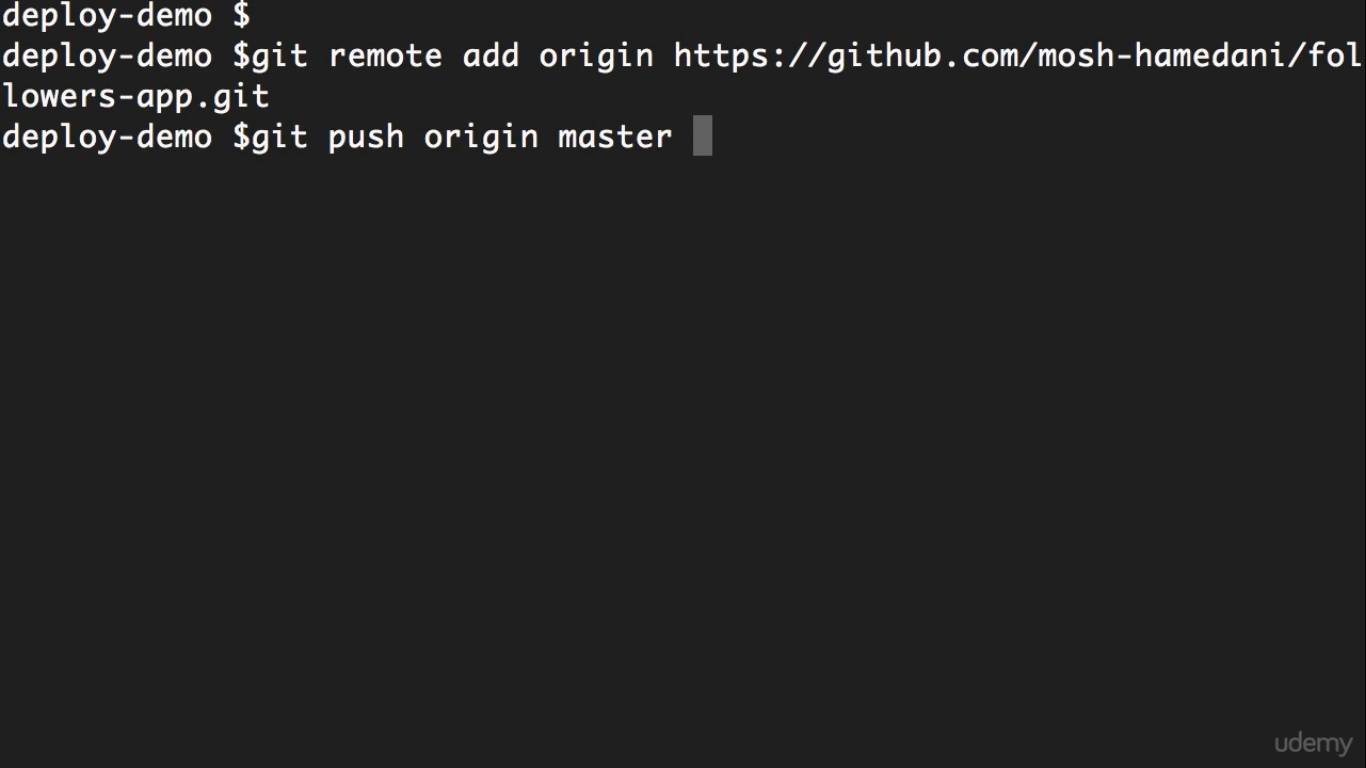 deploy-demo $
deploy-demo $git remote add origin https://github.com/mosh-hamedani/fol
lowers-app.git
deploy-demo $git push origin master
udemy